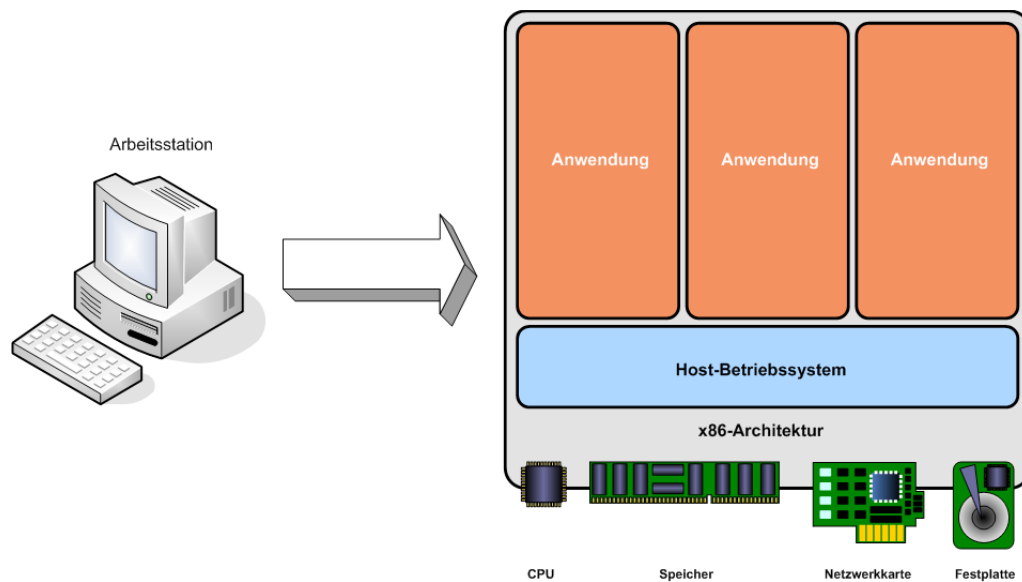 Arbeitsstation
Anwendung Anwendung Anwendung
Host-Betriebssystem
x86-Architektur
CPU Speicher Netzwerkkarte Festplatte